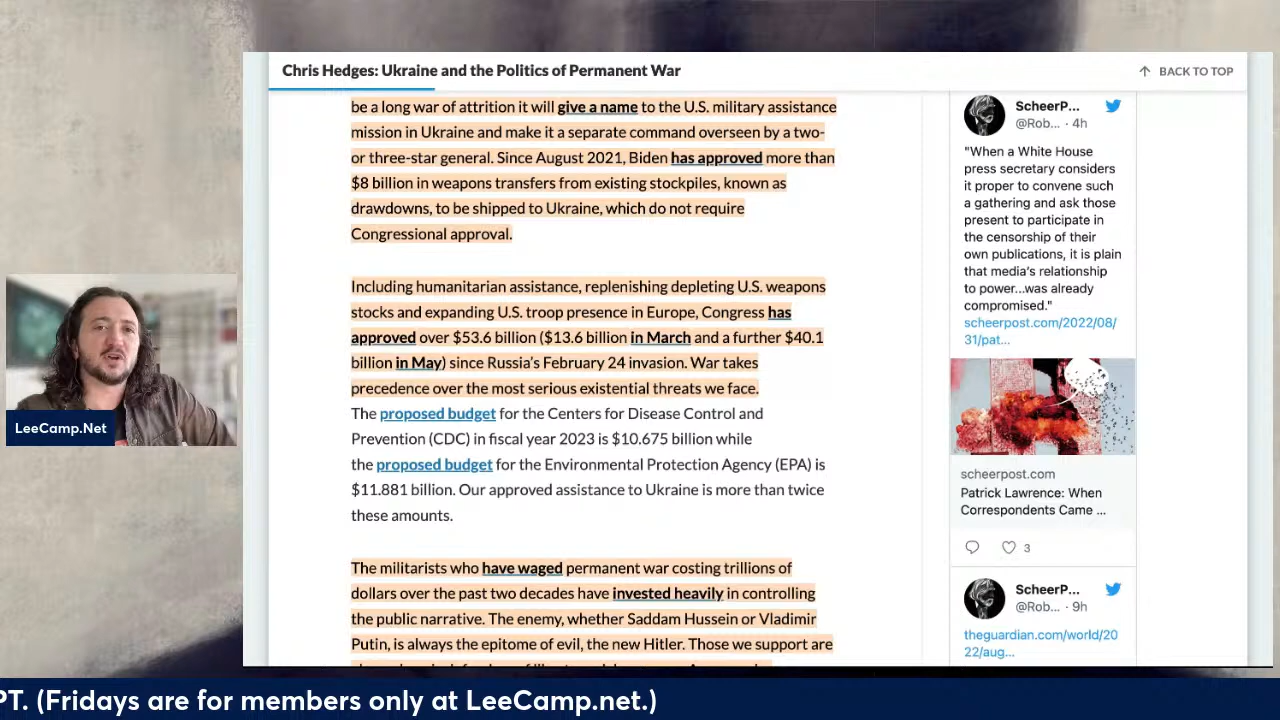 Chris Hedges: Ukraine and the Politics of Permanent War
BACK TO TOP
be a long war of attrition it will give a name to the U.S. military assistance
mission in Ukraine and make it a separate command overseen by a two-
or three-star general. Since August 2021, Biden has approved more than
$8 billion in weapons transfers from existing stockpiles, known as
drawdowns, to be shipped to Ukraine, which do not require
Congressional approval.
Including humanitarian assistance, replenishing depleting U.S. weapons
stocks and expanding U.S. troop presence in Europe, Congress has
approved over $53.6 billion ($13.6 billion in March and a further $40.1
billion in May) since Russia's February 24 invasion. War takes
precedence over the most serious existential threats we face.
The proposed budget for the Centers for Disease Control and
Prevention (CDC) in fiscal year 2023 is $10.675 billion while
the proposed budget for the Environmental Protection Agency (EPA) is
$11.881 billion. Our approved assistance to Ukraine is more than twice
these amounts.
The militarists who have waged permanent war costing trillions of
dollars over the past two decades have invested heavily in controlling
the public narrative. The enemy, whether Saddam Hussein or Vladimir
Putin, is always the epitome of evil, the new Hitler. Those we support are
ScheerP...
@Rob... · 4h
"When a White House
press secretary considers
it proper to convene such
a gathering and ask those
present to participate in
the censorship of their
own publications, it is plain
that media's relationship
to power...was already
compromised."
scheerpost.com/2022/08/
31/pat...
scheerpost.com
Patrick Lawrence: When
Correspondents Came ...
3
ScheerP...
@Rob... · 9h
theguardian.com/world/20
22/aug...
LeeCamp.Net
PT. (Fridays are for members only at LeeCamp.net.)